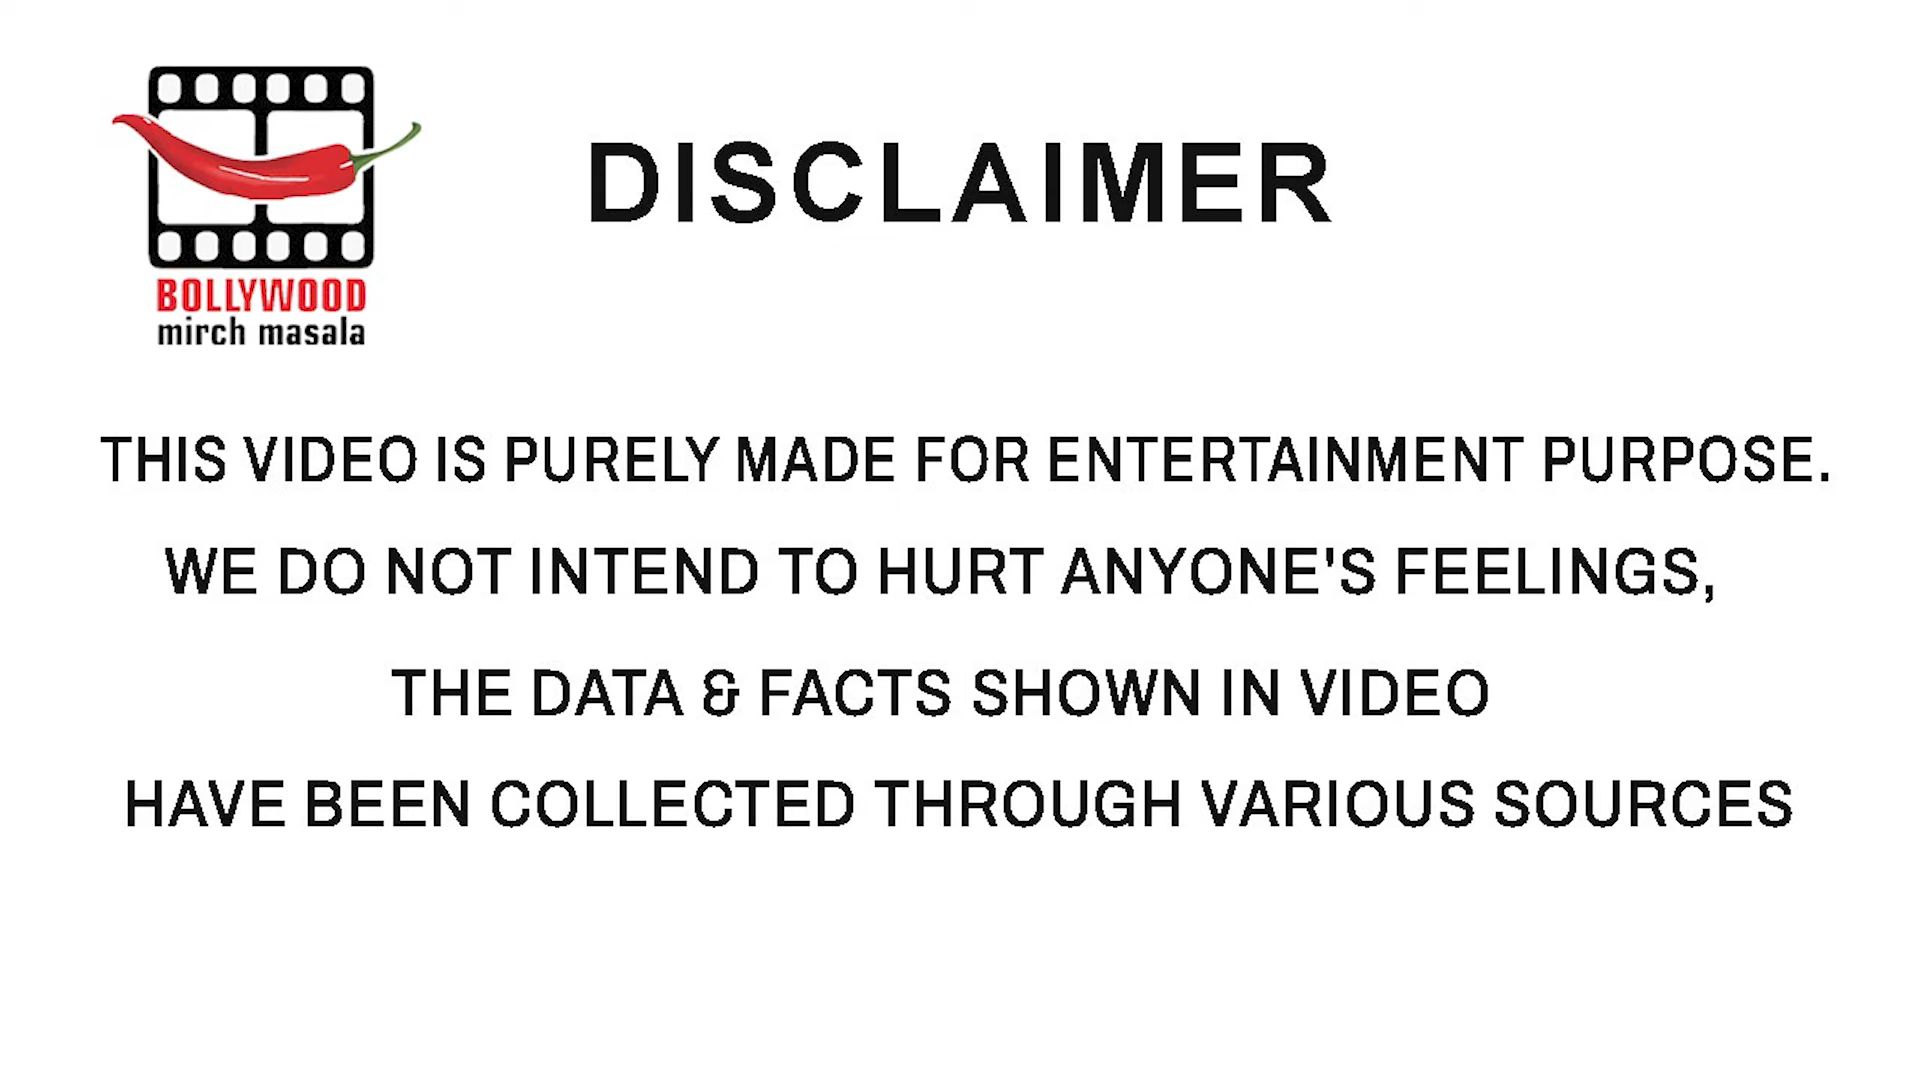 BOLLYWOOD
mirch masala
DISCLAIMER
THIS VIDEO IS PURELY MADE FOR ENTERTAINMENT PURPOSE.
WE DO NOT INTEND TO HURT ANYONE'S FEELINGS,
THE DATA & FACTS SHOWN IN VIDEO
HAVE BEEN COLLECTED THROUGH VARIOUS SOURCES